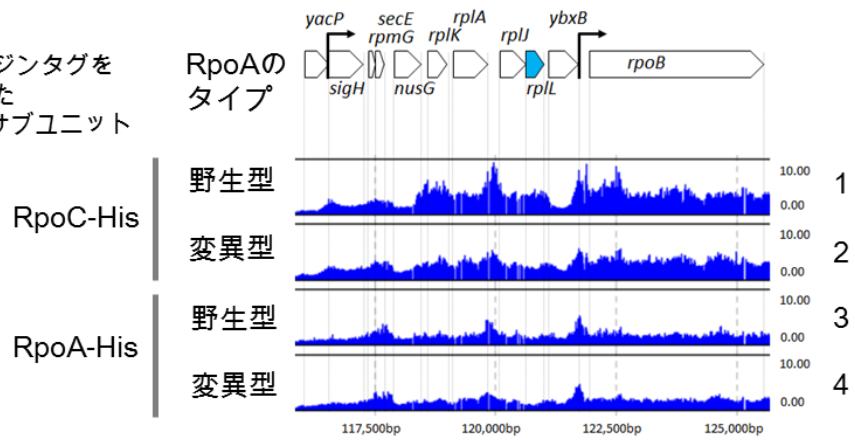 yacP secE rplA rplJ ybxB
rpmG rplK
rpoB
sigH nusG rplL
ジンタグを
た
サブユニット
RpoAの
タイプ
RpoC-His
野生型
10.00
0.00
1
変異型
10.00
0.00
2
RpoA-His
野生型
10.00
0.00
3
変異型
10.00
0.00
4
117,500bp 120,000bp 122,500bp 125,000bp